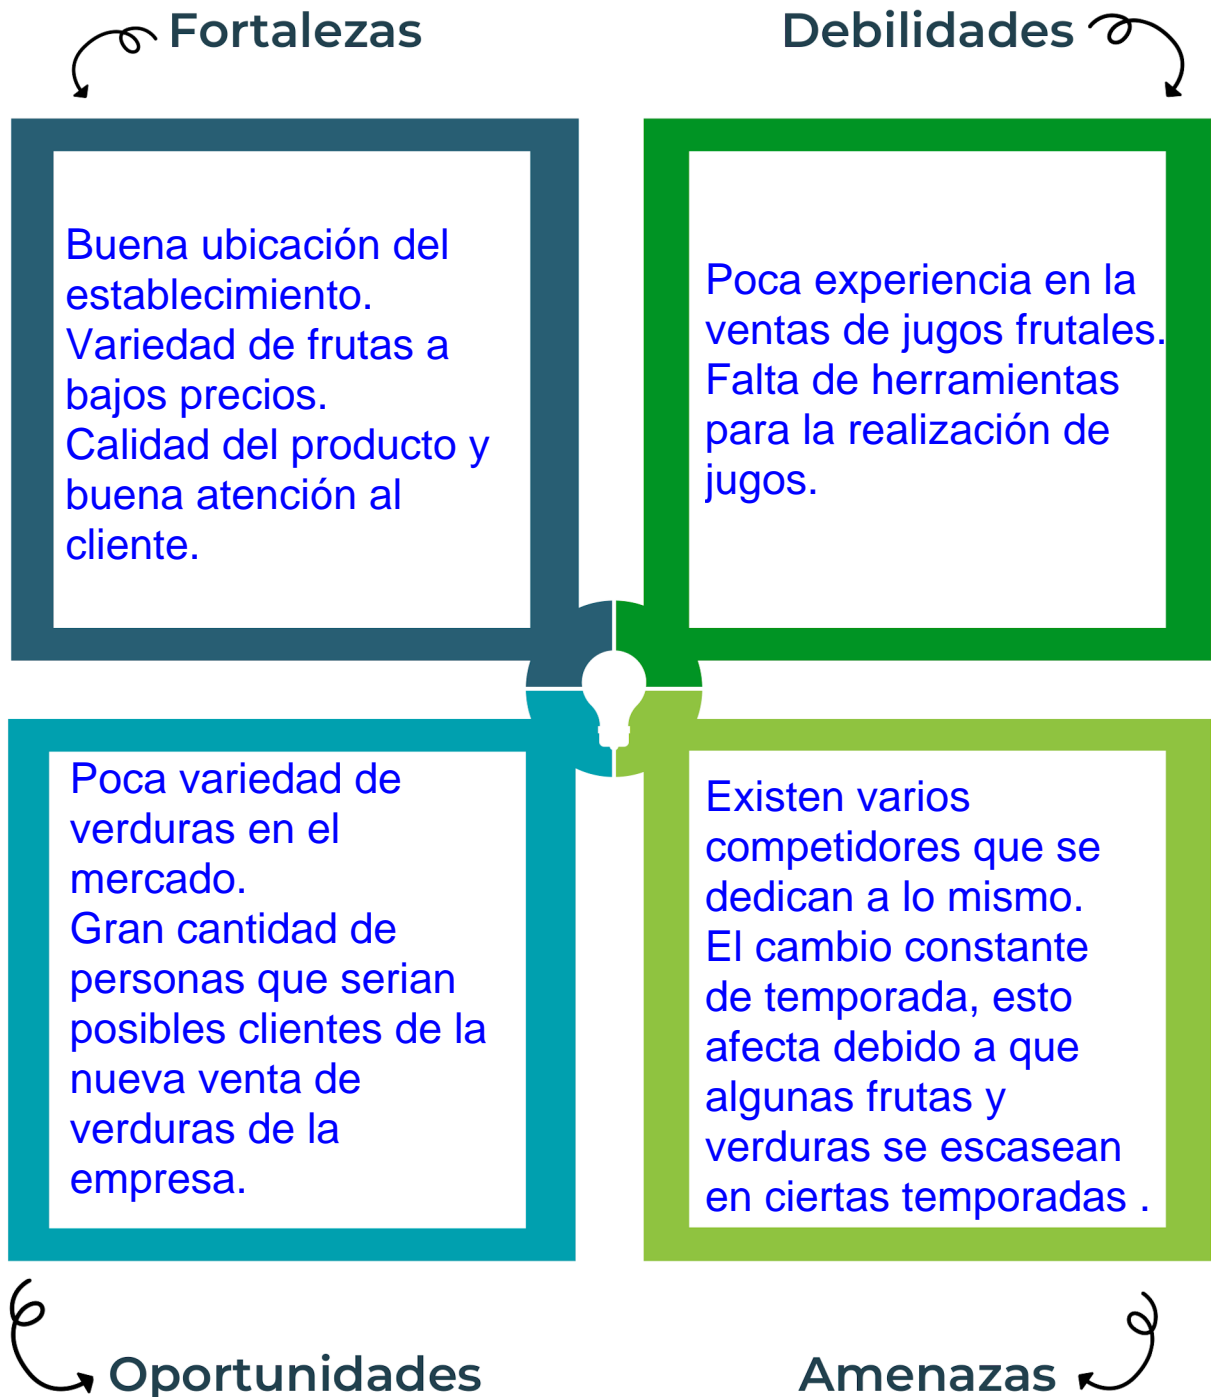 Fortalezas
Buena ubicación del
establecimiento.
Variedad de frutas a
bajos precios.
Calidad del producto y
buena atención al
cliente.
Debilidades
Poca experiencia en la
ventas de jugos frutales.
Falta de herramientas
para la realización de
jugos.
Poca variedad de
verduras en el
mercado.
Gran cantidad de
personas que serian
posibles clientes de la
nueva venta de
verduras de la
empresa.
Oportunidades
Existen varios
competidores que se
dedican a lo mismo.
El cambio constante
de temporada, esto
afecta debido a que
algunas frutas y
verduras se escasean
en ciertas temporadas .
Amenazas